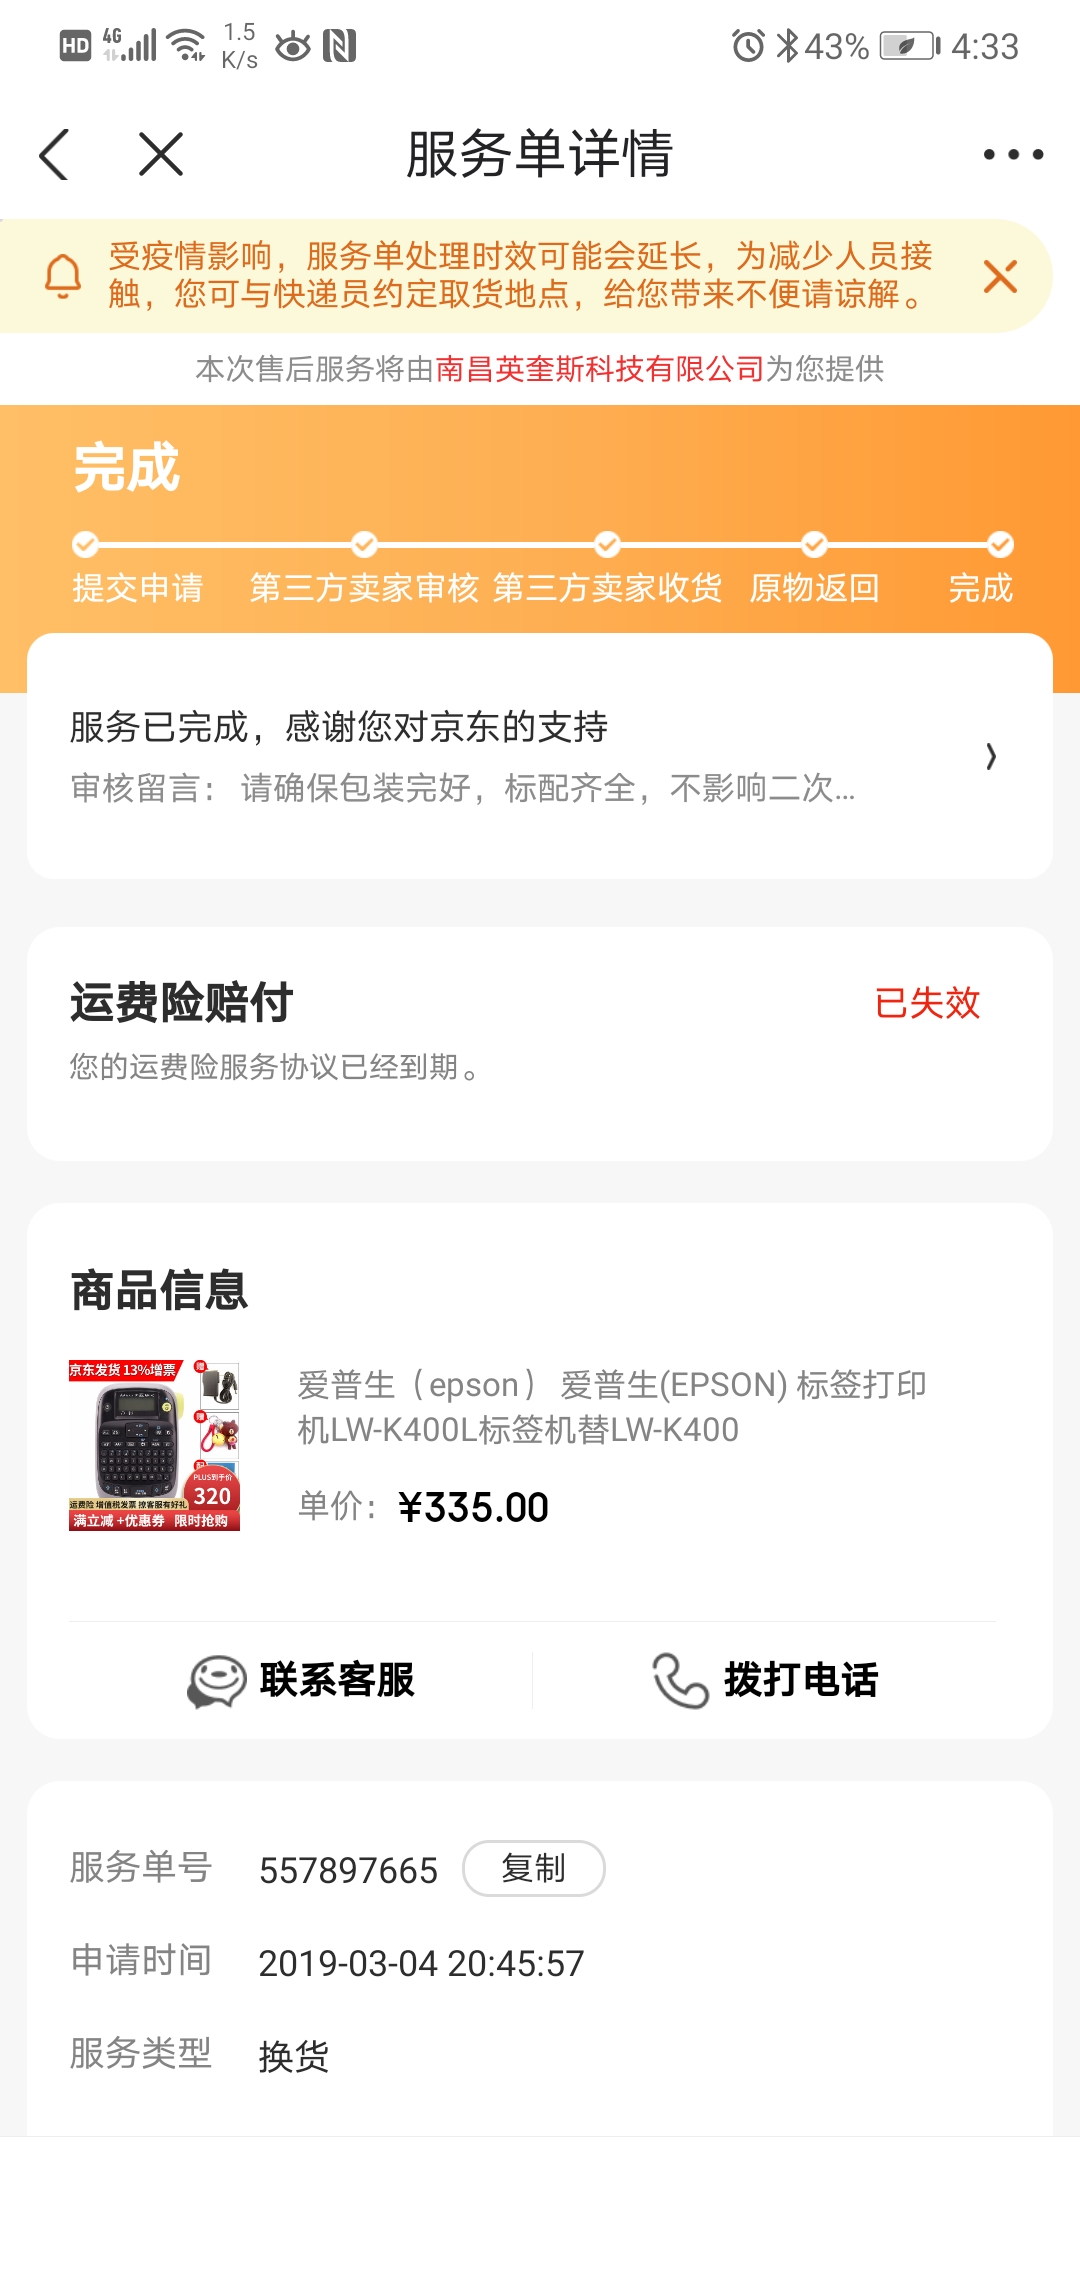 HD 4G 1.5 K/s 43% 4:33
服务单详情
受疫情影响，服务单处理时效可能会延长，为减少人员接
触，您可与快递员约定取货地点，给您带来不便请谅解。
本次售后服务将由南昌英奎斯科技有限公司为您提供
完成
提交申请 第三方卖家审核 第三方卖家收货 原物返回 完成
服务已完成，感谢您对京东的支持
审核留言： 请确保包装完好，标配齐全，不影响二次...
运费险赔付 已失效
您的运费险服务协议已经到期。
商品信息
京东发货 13%增票
赠
赠
PLUS到手价
320
运费险 增值税发票 撩客服有好礼
满立减 +优惠券 限时抢购
爱普生（epson） 爱普生(EPSON) 标签打印
机LW-K400L标签机替LW-K400
单价： ¥335.00
联系客服 拨打电话
服务单号 557897665 复制
申请时间 2019-03-04 20:45:57
服务类型 换货